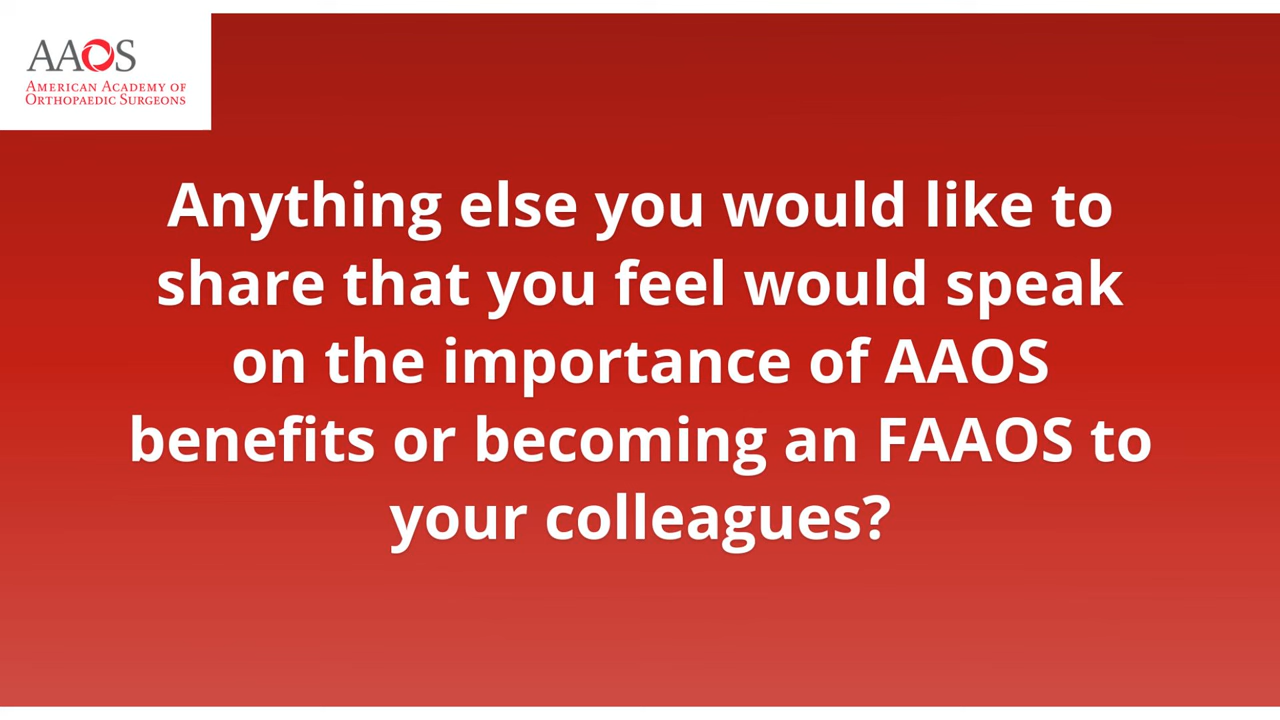 AAOS
AMERICAN ACADEMY OF
ORTHOPAEDIC SURGEONS
Anything else you would like to
share that you feel would speak
on the importance of AAOS
benefits or becoming an FAAOS to
your colleagues?